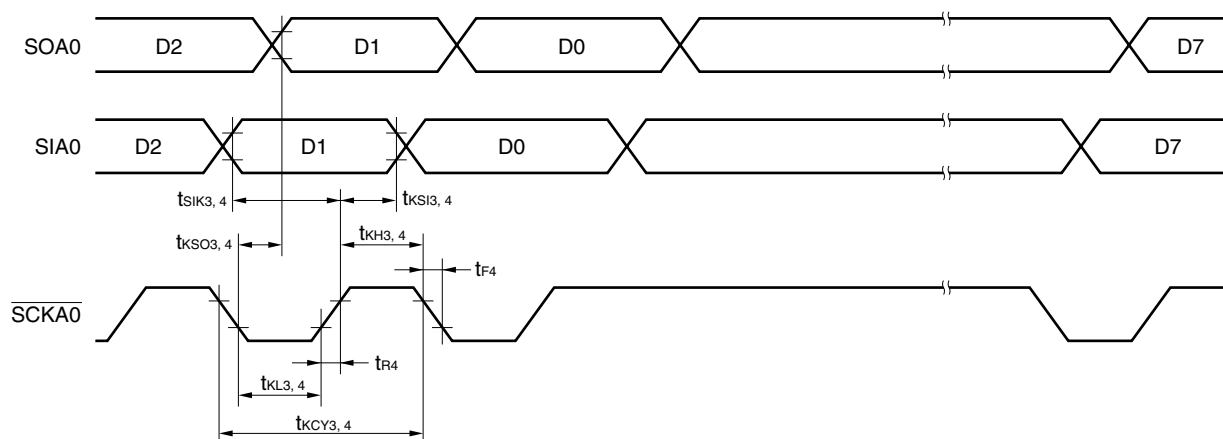 SOA0 D2 D1 D0 D7
SIA0 D2 D1 D0 D7
tSIK3, 4 tKSI3, 4
tKSO3, 4 tKH3, 4
tF4
SCKA0
tR4
tKL3, 4
tKCY3, 4